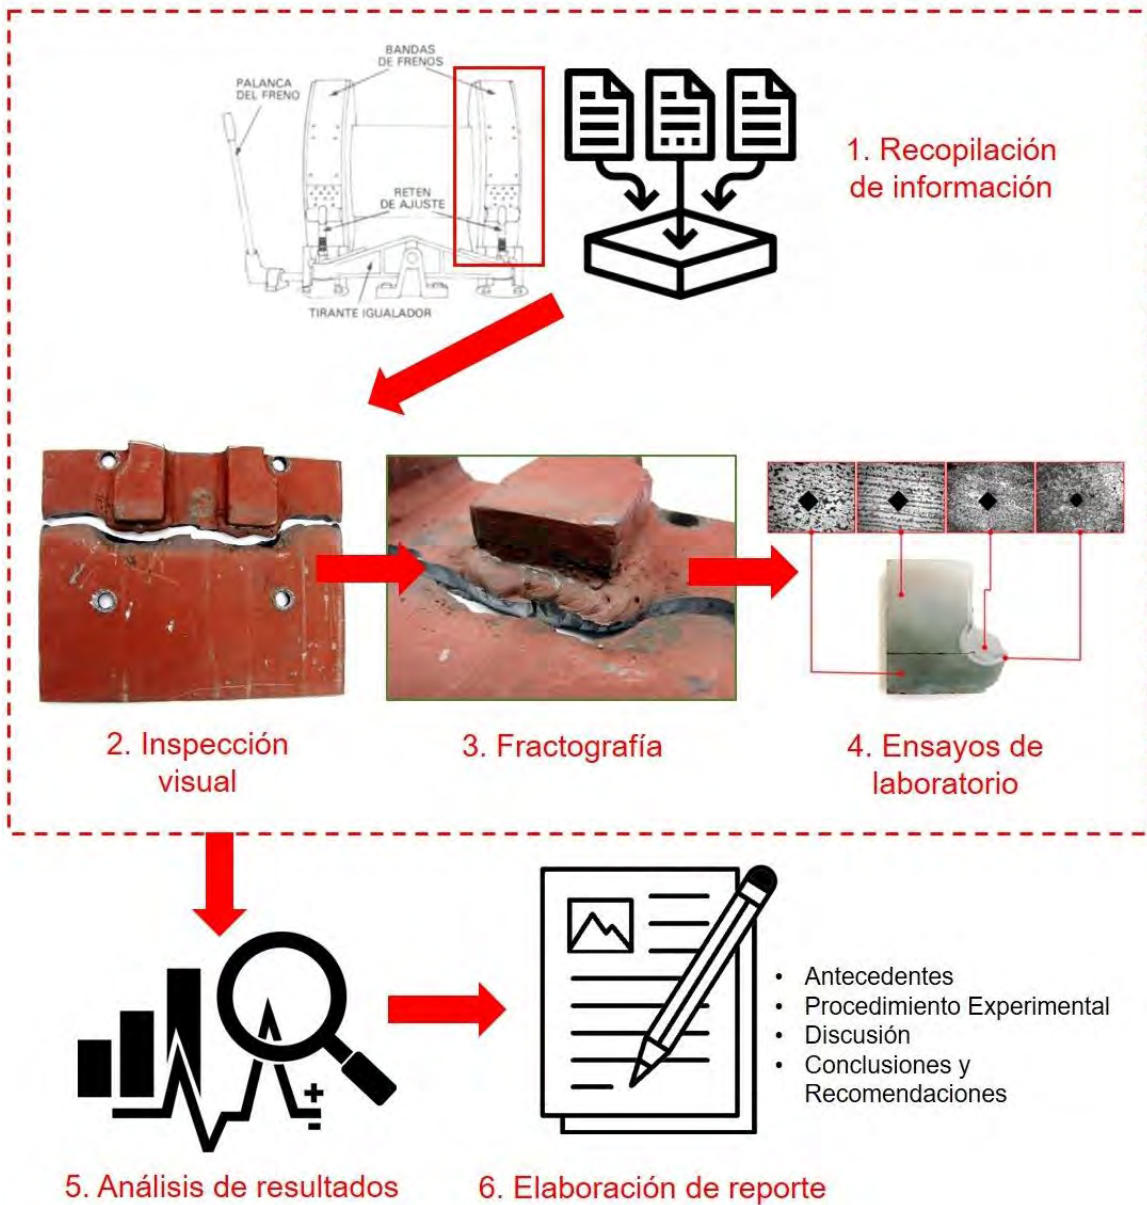 BANDAS
DE FRENOS
PALANCA
DEL FRENO
RETEN
DE AJUSTE
TIRANTE IGUALADOR
1. Recopilación
de información
2. Inspección
visual
3. Fractografía
4. Ensayos de
laboratorio
5. Análisis de resultados
6. Elaboración de reporte
• Antecedentes
• Procedimiento Experimental
• Discusión
• Conclusiones y
Recomendaciones